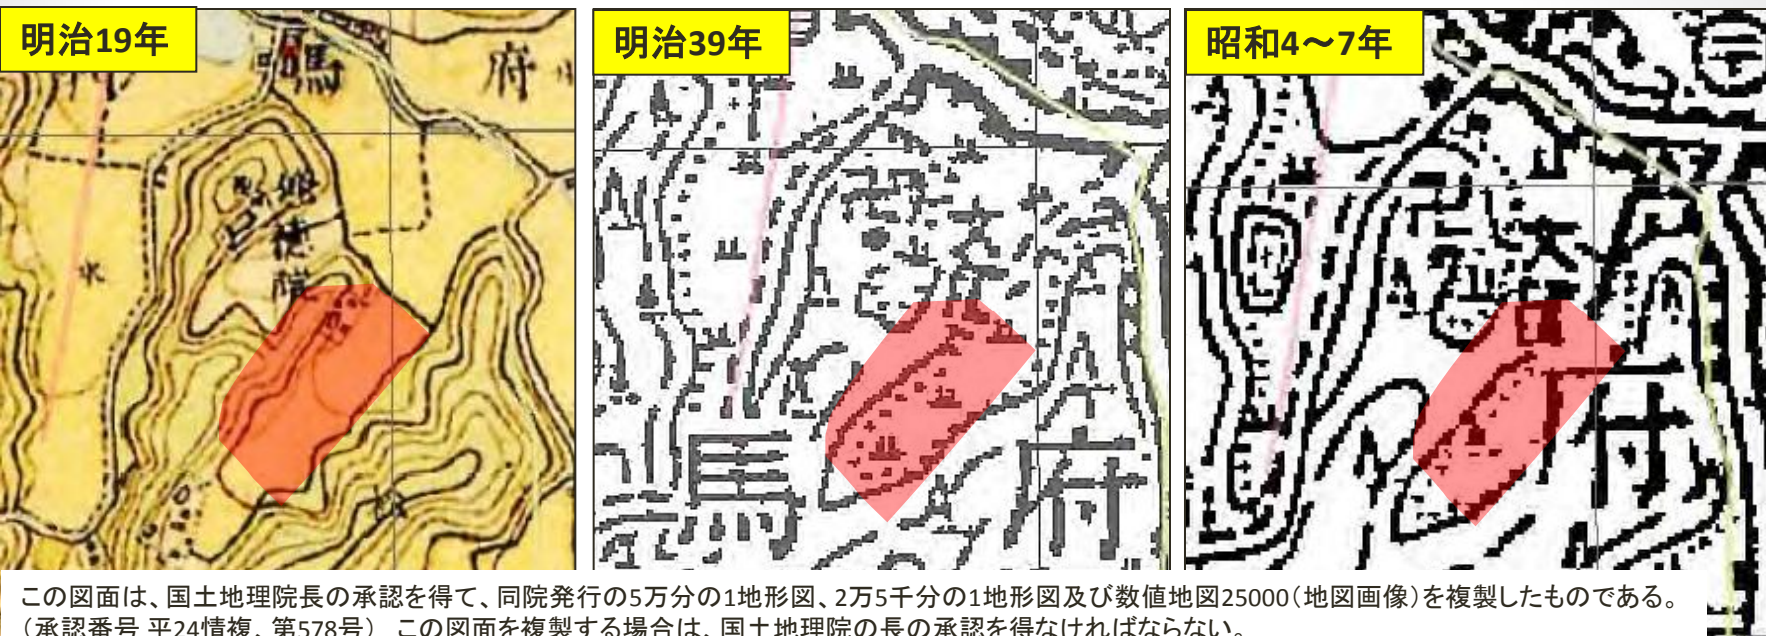 明治19年
明治39年
昭和4～7年
馬
府
水
馬
府
大
府
この図面は、国土地理院長の承認を得て、同院発行の5万分の1地形図、2万5千分の1地形図及び数値地図25000(地図画像)を複製したものである。
(承認番号 平24情複、第578号) この図面を複製する場合は、国土地理院の長の承認を得なければならない。